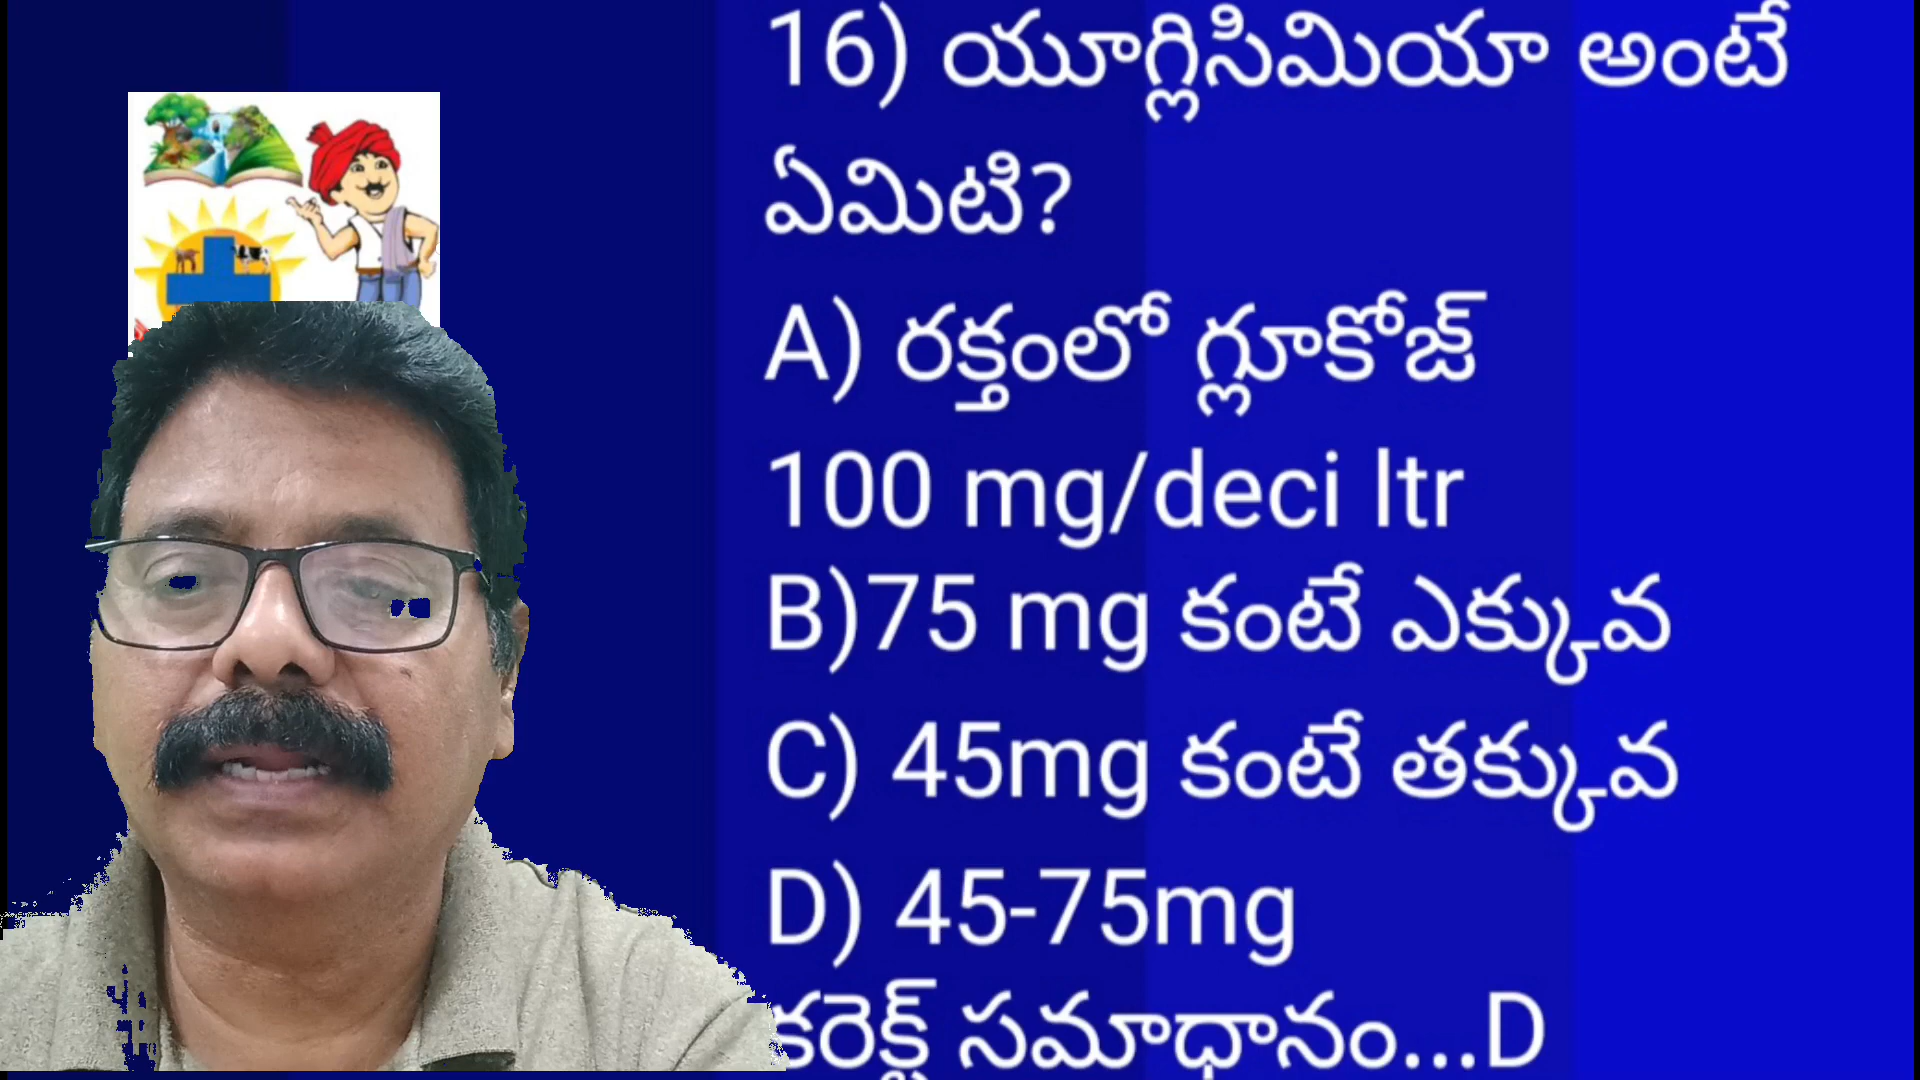 16) యూగ్లిసిమియా అంటే
ఏమిటి?
A) రక్తంలో గ్లూకోజ్
100 mg/deci ltr
B)75 mg కంటే ఎక్కువ
C) 45mg కంటే తక్కువ
D) 45-75mg
కరెక్ట్ సమాధానం...D